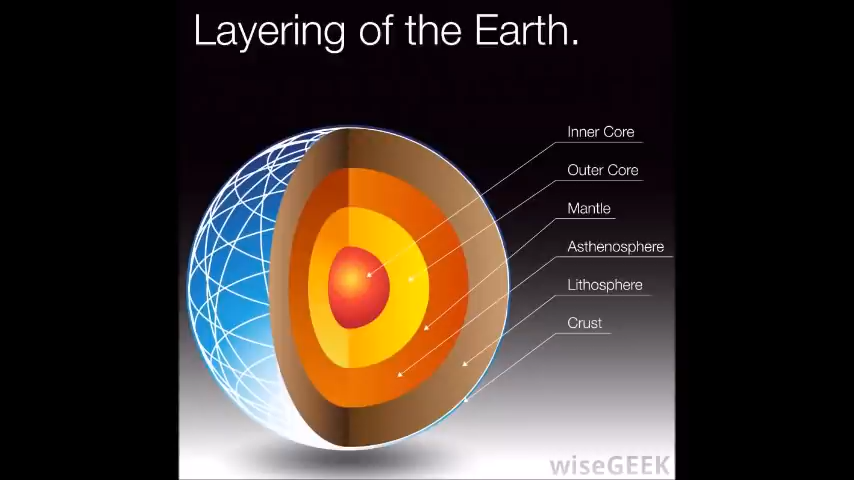 Layering of the Earth.
Inner Core
Outer Core
Mantle
Asthenosphere
Lithosphere
Crust
wiseGEEK